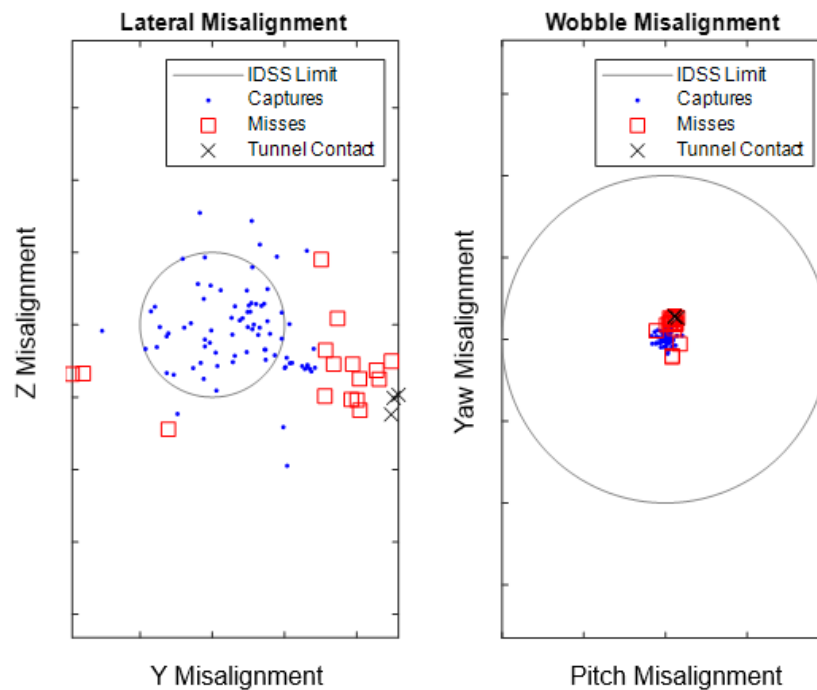 Lateral Misalignment
IDSS Limit
Captures
Misses
Tunnel Contact
Z Misalignment
Y Misalignment
Wobble Misalignment
IDSS Limit
Captures
Misses
Tunnel Contact
Yaw Misalignment
Pitch Misalignment